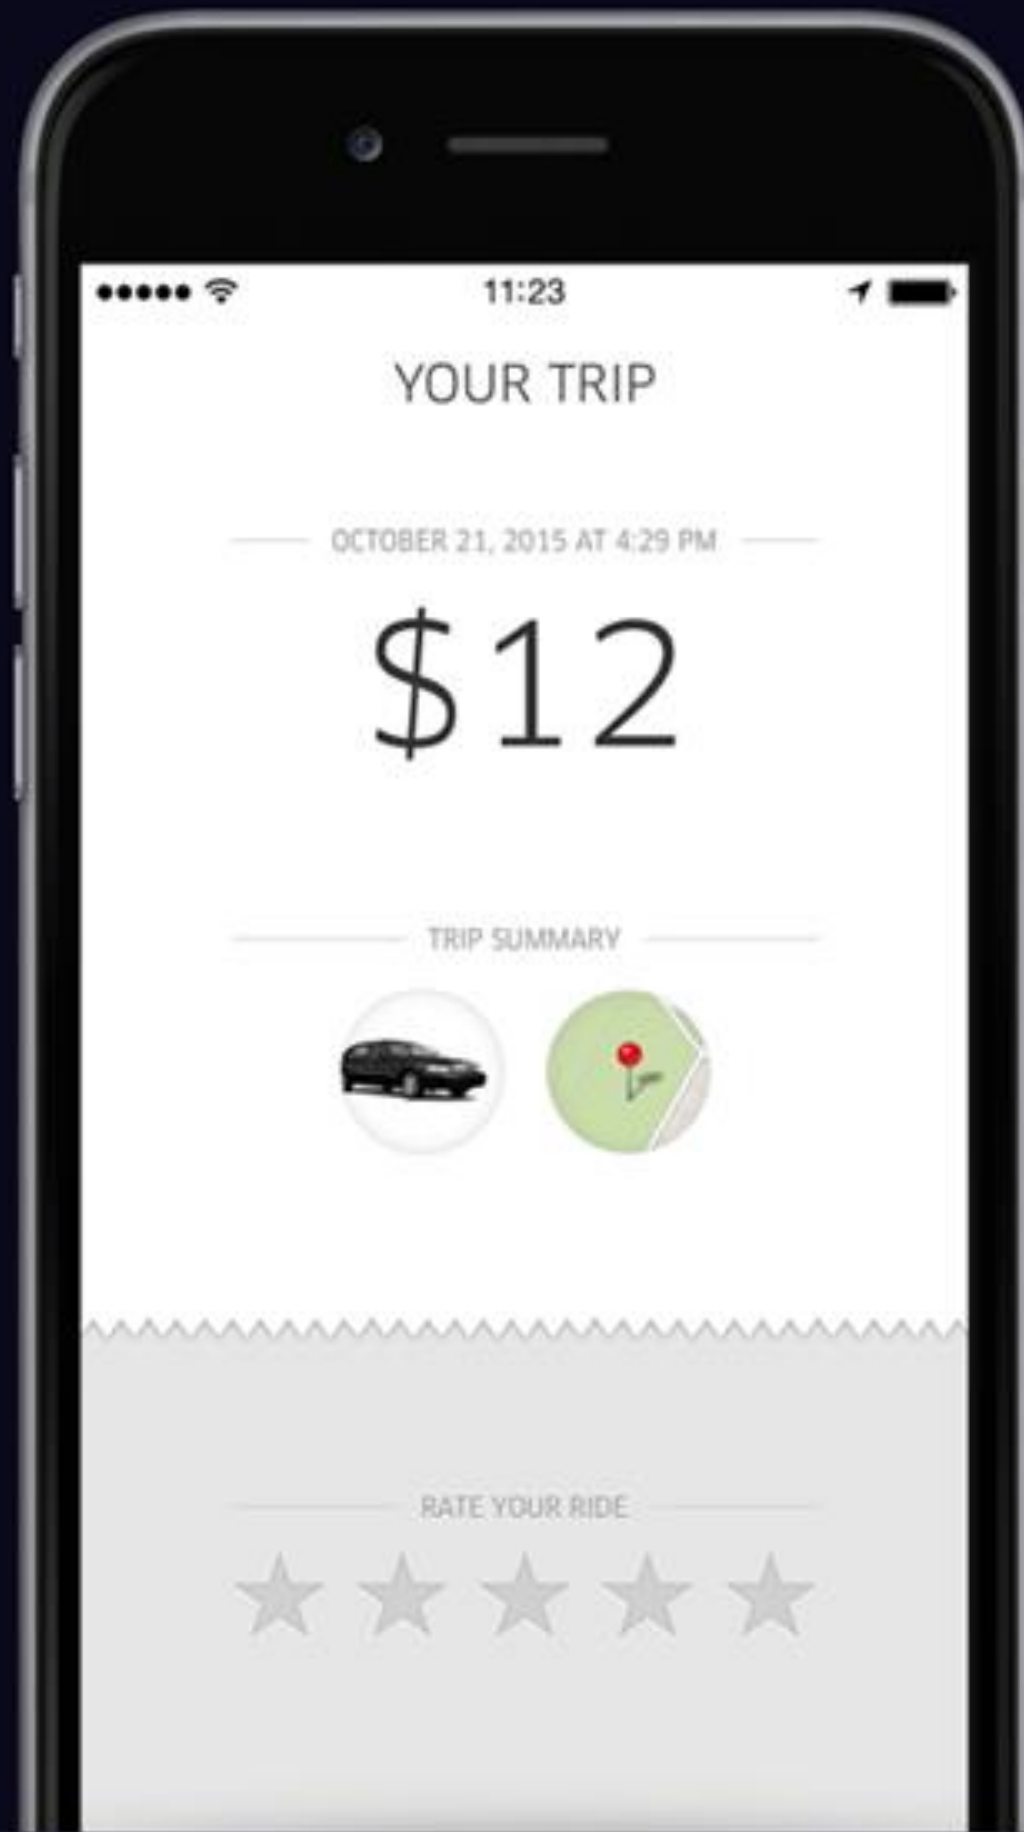 11:23
YOUR TRIP
OCTOBER 21, 2015 AT 4:29 PM
$12
TRIP SUMMARY
RATE YOUR RIDE